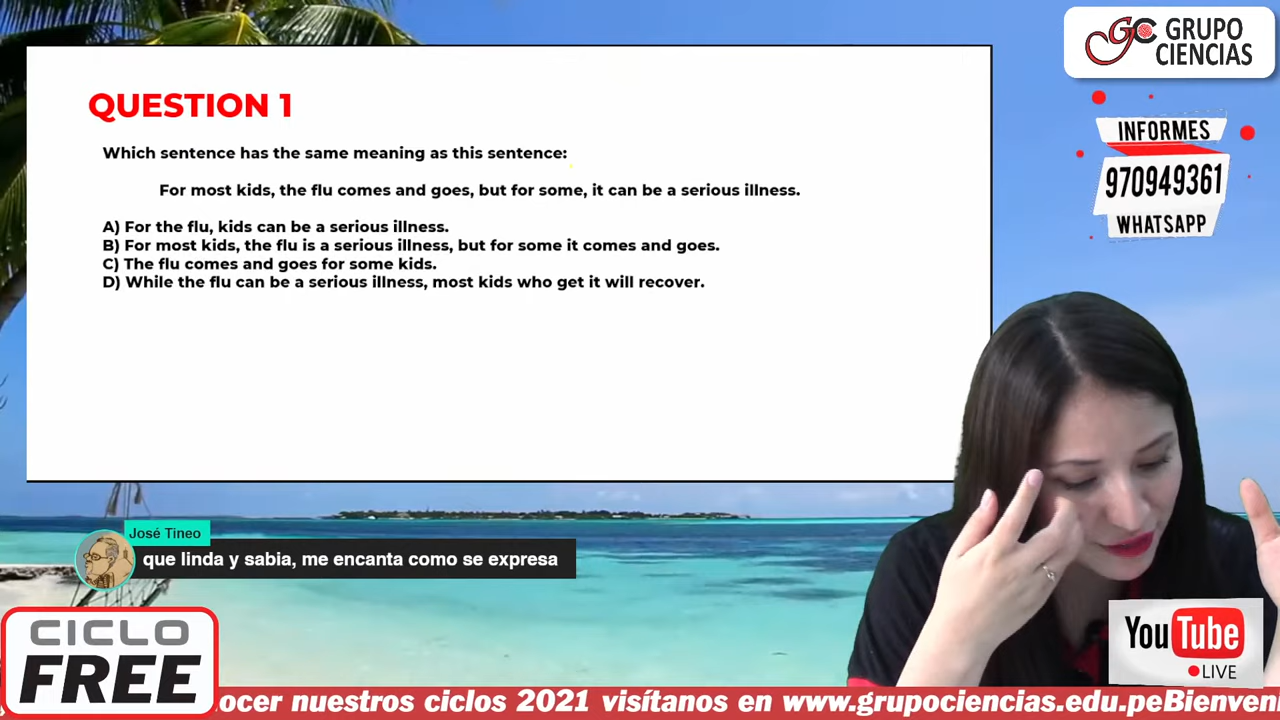 GRUPO
CIENCIAS
INFORMES
970949361
WHATSAPP
QUESTION 1
Which sentence has the same meaning as this sentence:
For most kids, the flu comes and goes, but for some, it can be a serious illness.
A) For the flu, kids can be a serious illness.
B) For most kids, the flu is a serious illness, but for some it comes and goes.
C) The flu comes and goes for some kids.
D) While the flu can be a serious illness, most kids who get it will recover.
José Tineo
que linda y sabia, me encanta como se expresa
CICLO
FREE
YouTube
LIVE
ocer nuestros ciclos 2021 visítanos en www.grupociencias.edu.peBienven